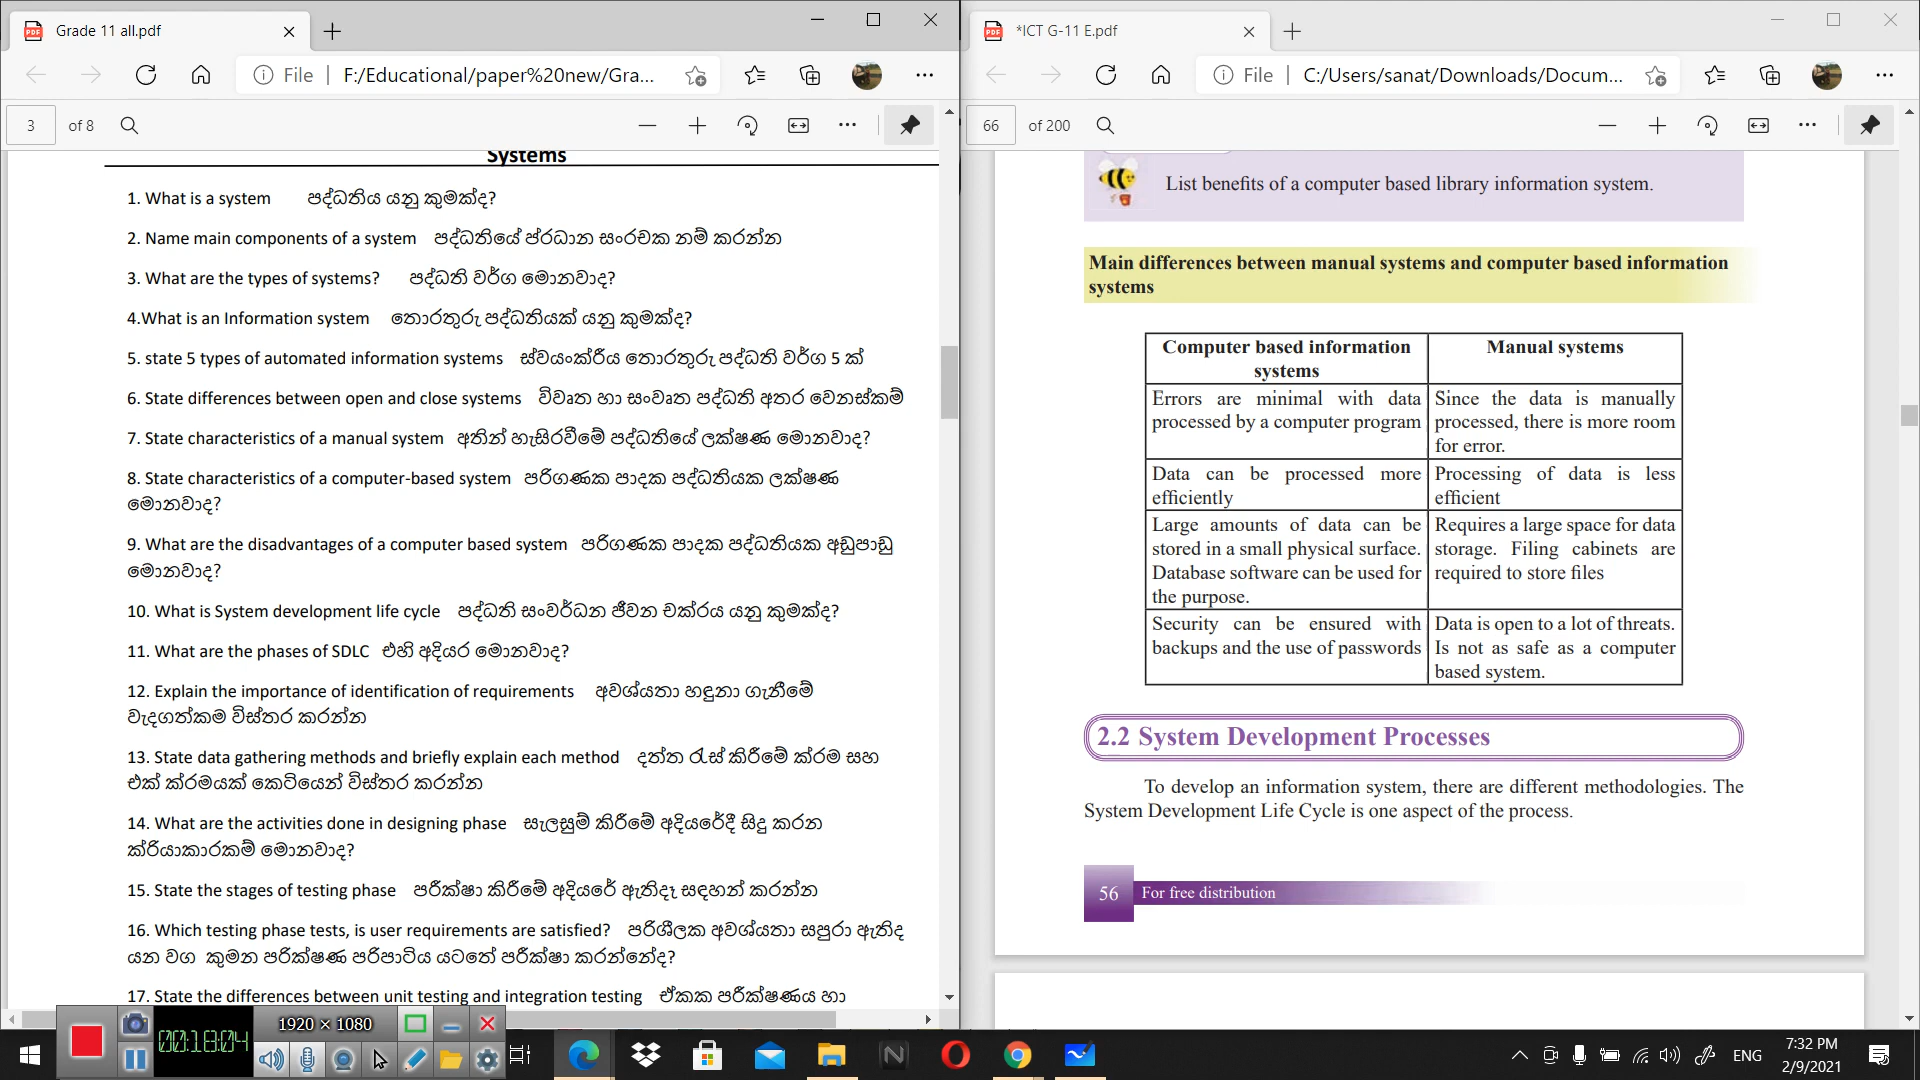 Grade 11 all.pdf
File F:/Educational/paper%20new/Gra...
3 of 8
Systems
1. What is a system පද්ධතිය යනු කුමක්ද?
2. Name main components of a system පද්ධතියේ ප්රධාන සංරචක නම් කරන්න
3. What are the types of systems? පද්ධති වර්ග මොනවාද?
4.What is an Information system තොරතුරු පද්ධතියක් යනු කුමක්ද?
5. state 5 types of automated information systems ස්වයංක්රීය තොරතුරු පද්ධති වර්ග 5 ක්
6. State differences between open and close systems විවෘත හා සංවෘත පද්ධති අතර වෙනස්කම්
7. State characteristics of a manual system අතින් හැසිරවීමේ පද්ධතියේ ලක්ෂණ මොනවාද?
8. State characteristics of a computer-based system පරිගණක පාදක පද්ධතියක ලක්ෂණ
මොනවාද?
9. What are the disadvantages of a computer based system පරිගණක පාදක පද්ධතියක අඩුපාඩු
මොනවාද?
10. What is System development life cycle පද්ධති සංවර්ධන ජීවන චක්රය යනු කුමක්ද?
11. What are the phases of SDLC එහි අදියර මොනවාද?
12. Explain the importance of identification of requirements අවශ්යතා හඳුනා ගැනීමේ
වැදගත්කම විස්තර කරන්න
13. State data gathering methods and briefly explain each method දත්ත රැස් කිරීමේ ක්රම සහ
එක් ක්රමයක් කෙටියෙන් විස්තර කරන්න
14. What are the activities done in designing phase සැලසුම් කිරීමේ අදියරේදී සිදු කරන
ක්රියාකාරකම් මොනවාද?
15. State the stages of testing phase පරීක්ෂා කිරීමේ අදියරේ ඇතිදෑ සඳහන් කරන්න
16. Which testing phase tests, is user requirements are satisfied? පරිශීලක අවශ්යතා සපුරා ඇතිද
යන වග කුමන පරික්ෂණ පරිපාටිය යටතේ පරීක්ෂා කරන්නේද?
17. State the differences between unit testing and integration testing ඒකක පරීක්ෂණය හා
1920 × 1080
00:18:04
*ICT G-11 E.pdf
File C:/Users/sanat/Downloads/Docum...
66 of 200
List benefits of a computer based library information system.
Main differences between manual systems and computer based information
systems
Computer based information
systems
Manual systems
Errors are minimal with data
processed by a computer program
Since the data is manually
processed, there is more room
for error.
Data can be processed more
efficiently
Processing of data is less
efficient
Large amounts of data can be
stored in a small physical surface.
Database software can be used for
the purpose.
Requires a large space for data
storage. Filing cabinets are
required to store files
Security can be ensured with
backups and the use of passwords
Data is open to a lot of threats.
Is not as safe as a computer
based system.
2.2 System Development Processes
To develop an information system, there are different methodologies. The
System Development Life Cycle is one aspect of the process.
56 For free distribution
ENG
7:32 PM
2/9/2021